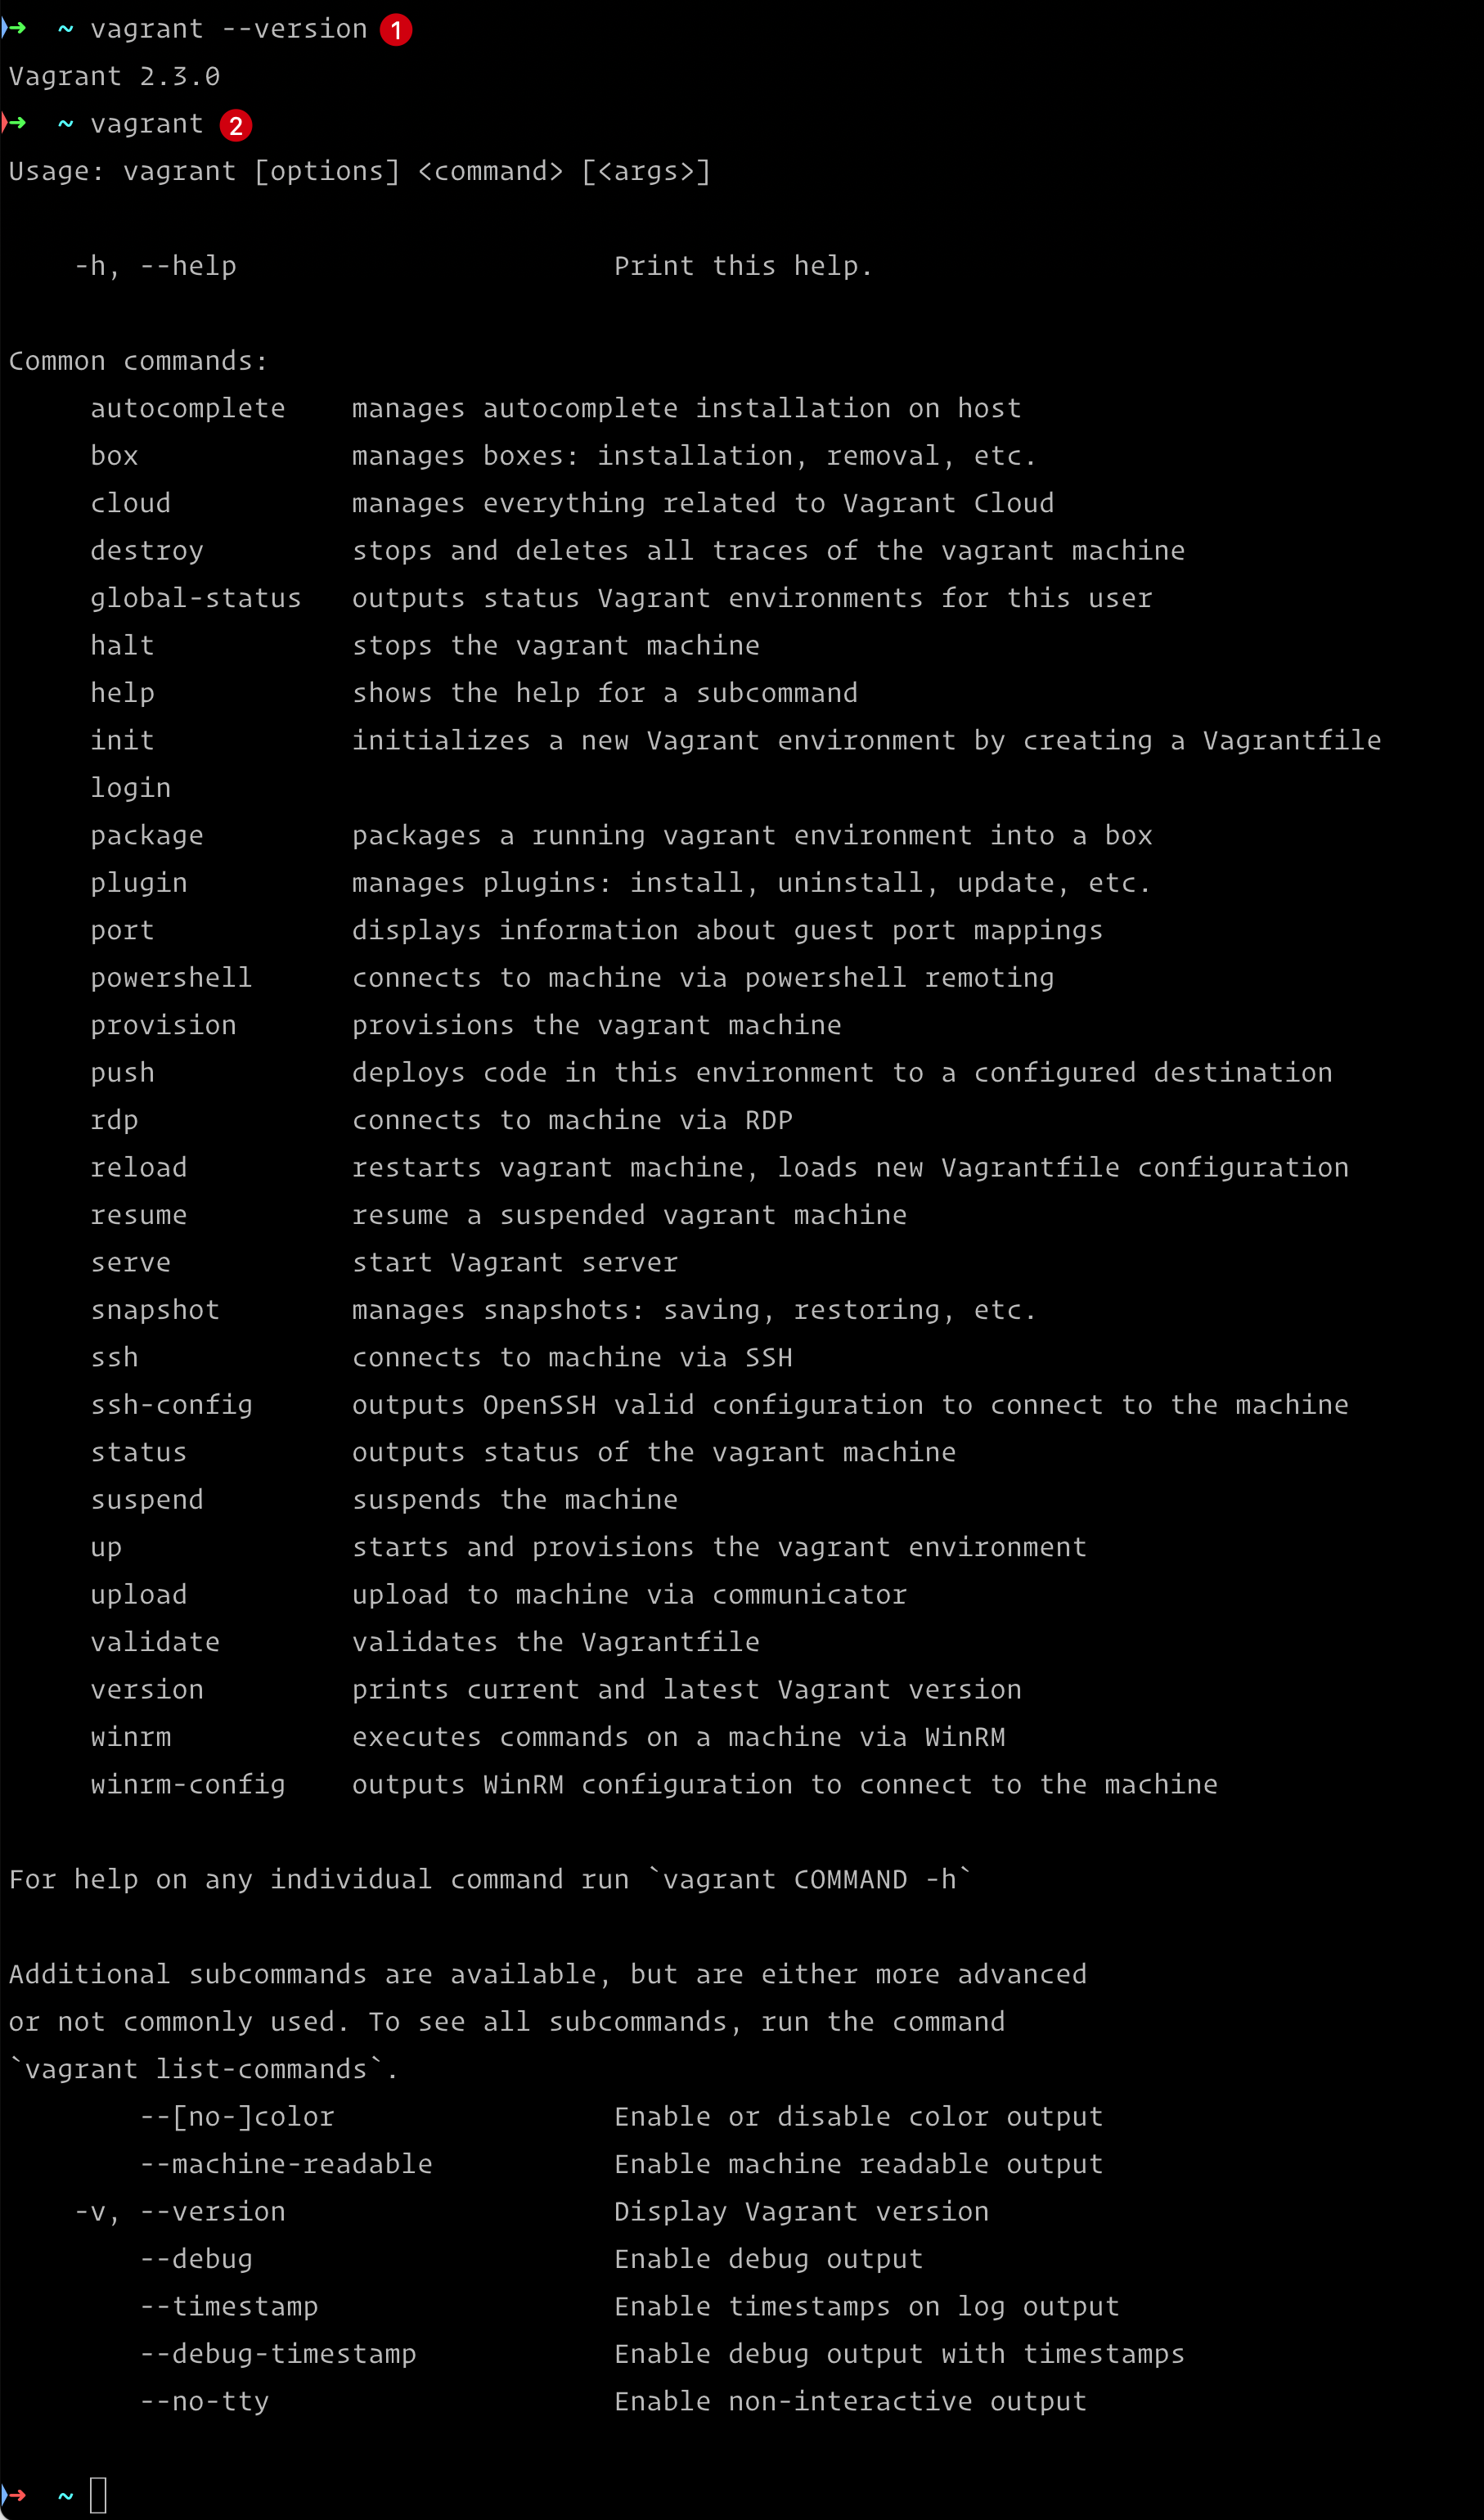 ➜  ~ vagrant --version 1
Vagrant 2.3.0
➜  ~ vagrant 2
Usage: vagrant [options] <command> [<args>]

    -h, --help                       Print this help.

Common commands:
     autocomplete    manages autocomplete installation on host
     box             manages boxes: installation, removal, etc.
     cloud           manages everything related to Vagrant Cloud
     destroy         stops and deletes all traces of the vagrant machine
     global-status   outputs status Vagrant environments for this user
     halt            stops the vagrant machine
     help            shows the help for a subcommand
     init            initializes a new Vagrant environment by creating a Vagrantfile
     login
     package         packages a running vagrant environment into a box
     plugin          manages plugins: install, uninstall, update, etc.
     port            displays information about guest port mappings
     powershell      connects to machine via powershell remoting
     provision       provisions the vagrant machine
     push            deploys code in this environment to a configured destination
     rdp             connects to machine via RDP
     reload          restarts vagrant machine, loads new Vagrantfile configuration
     resume          resume a suspended vagrant machine
     serve           start Vagrant server
     snapshot        manages snapshots: saving, restoring, etc.
     ssh             connects to machine via SSH
     ssh-config      outputs OpenSSH valid configuration to connect to the machine
     status          outputs status of the vagrant machine
     suspend         suspends the machine
     up              starts and provisions the vagrant environment
     upload          upload to machine via communicator
     validate        validates the Vagrantfile
     version         prints current and latest Vagrant version
     winrm           executes commands on a machine via WinRM
     winrm-config    outputs WinRM configuration to connect to the machine

For help on any individual command run `vagrant COMMAND -h`

Additional subcommands are available, but are either more advanced
or not commonly used. To see all subcommands, run the command
`vagrant list-commands`.
        --[no-]color                 Enable or disable color output
        --machine-readable           Enable machine readable output
    -v, --version                    Display Vagrant version
        --debug                      Enable debug output
        --timestamp                  Enable timestamps on log output
        --debug-timestamp            Enable debug output with timestamps
        --no-tty                     Enable non-interactive output

➜  ~